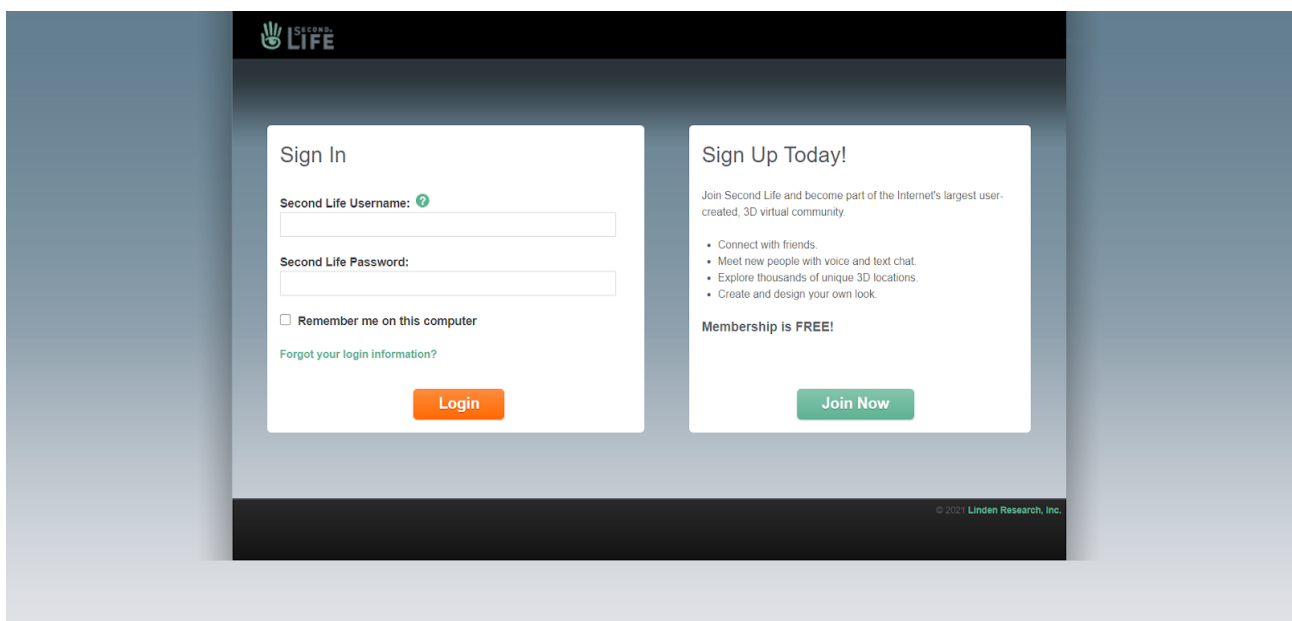 SECOND
LIFE
Sign In
Second Life Username: ?
Second Life Password:
Remember me on this computer
Forgot your login information?
Login
Sign Up Today!
Join Second Life and become part of the Internet's largest user-
created, 3D virtual community.
• Connect with friends.
• Meet new people with voice and text chat.
• Explore thousands of unique 3D locations.
• Create and design your own look.
Membership is FREE!
Join Now
© 2021 Linden Research, Inc.